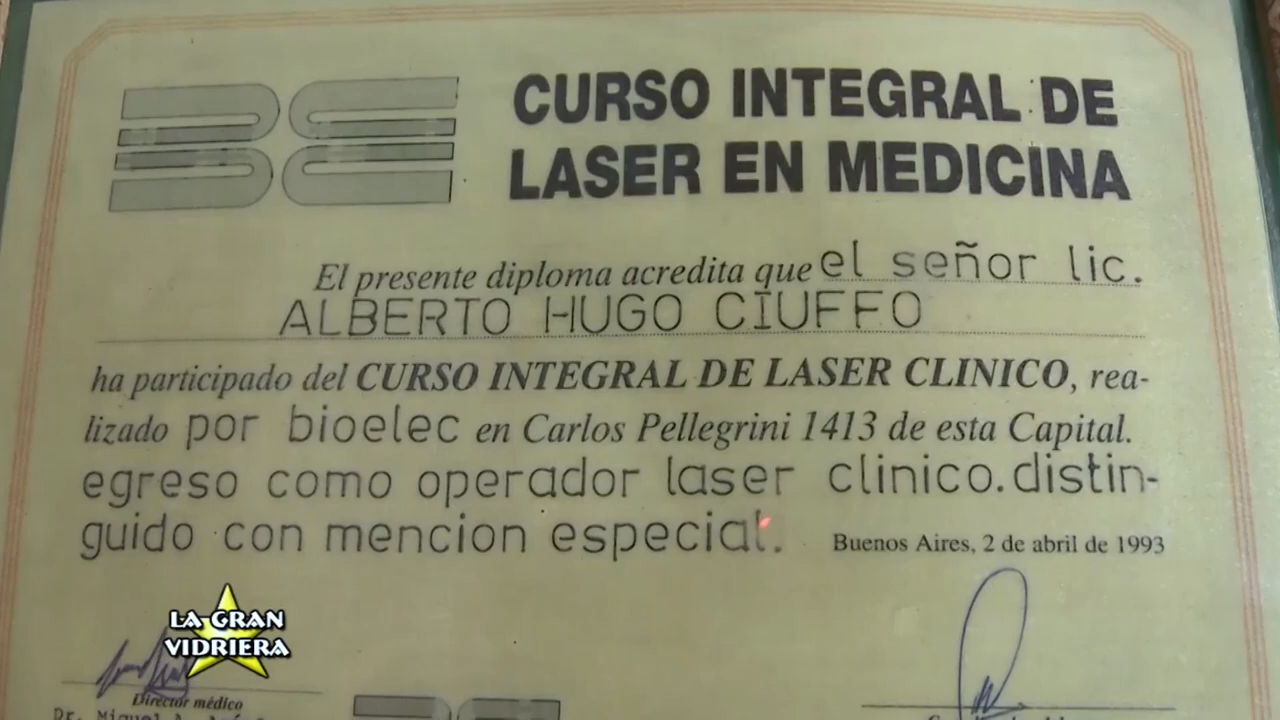 CURSO INTEGRAL DE
LASER EN MEDICINA
El presente diploma acredita que el señor lic.
ALBERTO HUGO CIUFFO
ha participado del CURSO INTEGRAL DE LASER CLINICO, rea-
lizado por bioelec en Carlos Pellegrini 1413 de esta Capital.
egreso como operador laser clinico.distin-
guido con mencion especial.
Buenos Aires, 2 de abril de 1993
LA GRAN
VIDRIERA
Director médico
Dr.